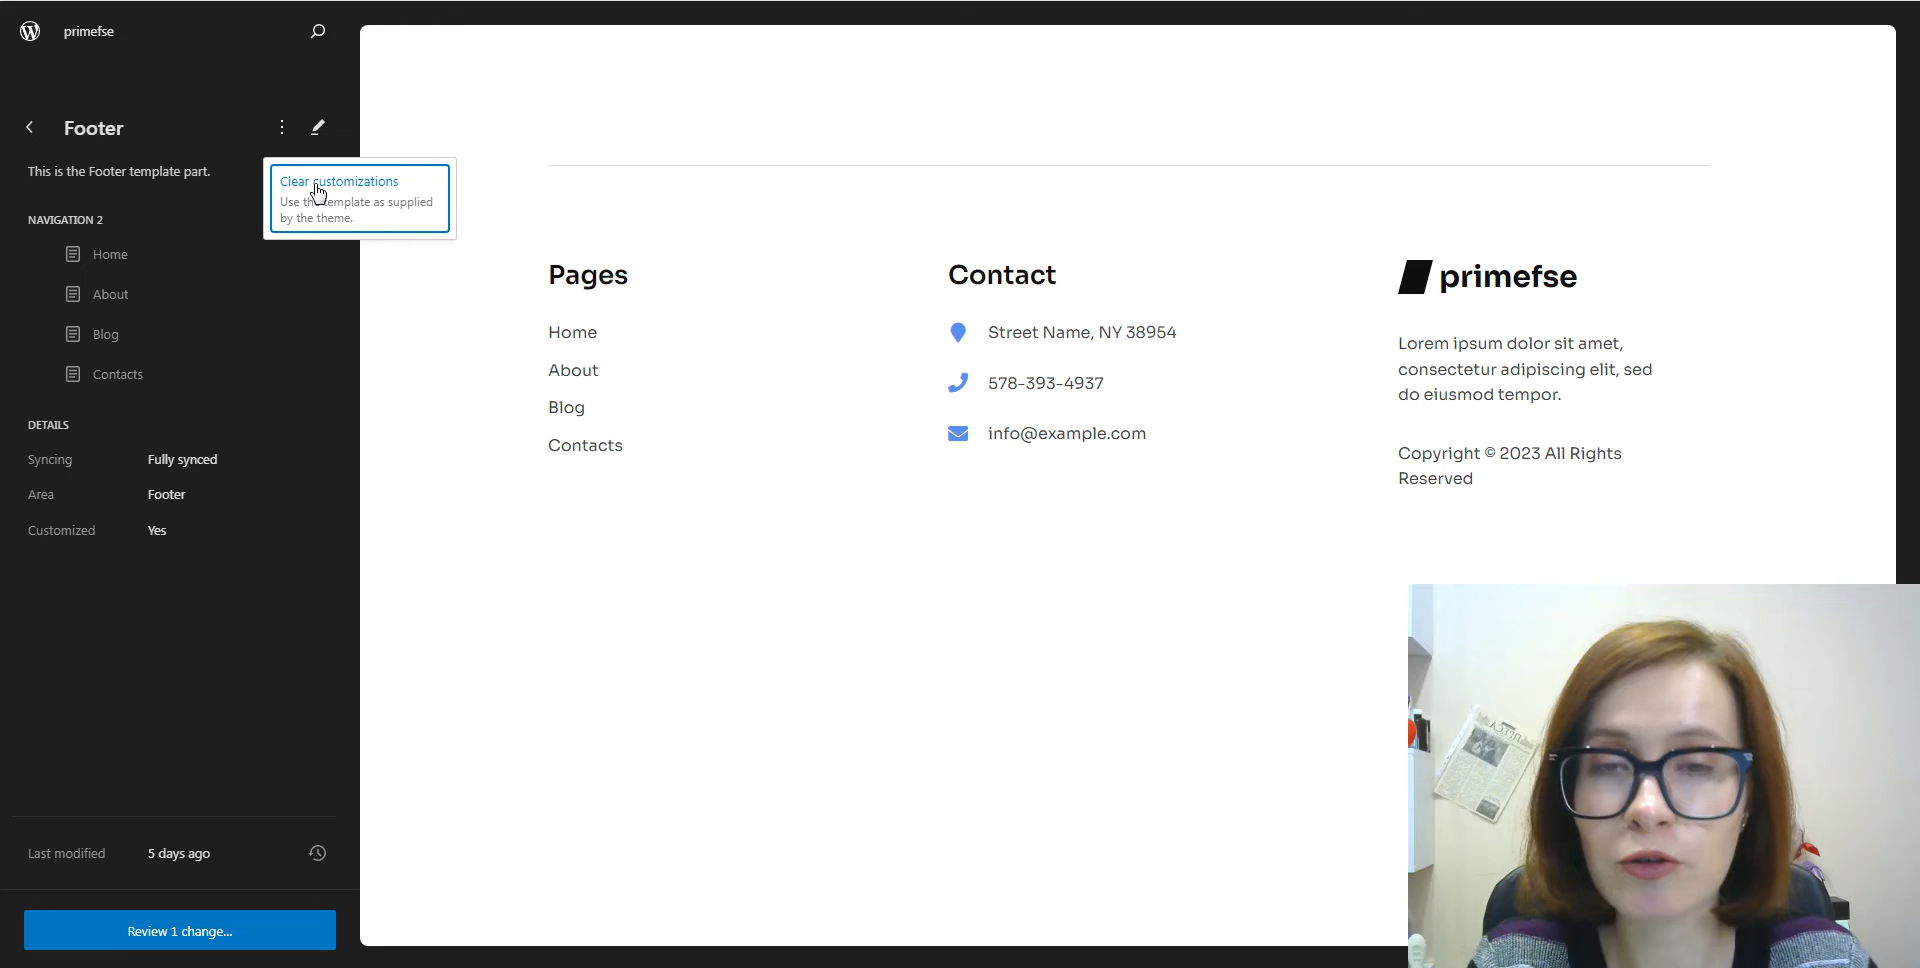 primefse
Footer
This is the Footer template part.
Clear customizations
Use the template as supplied
by the theme.
NAVIGATION 2
Home
About
Blog
Contacts
DETAILS
Syncing Fully synced
Area Footer
Customized Yes
Last modified 5 days ago
Review 1 change...
Pages
Home
About
Blog
Contacts
Contact
Street Name, NY 38954
578-393-4937
info@example.com
primefse
Lorem ipsum dolor sit amet,
consectetur adipiscing elit, sed
do eiusmod tempor.
Copyright © 2023 All Rights
Reserved